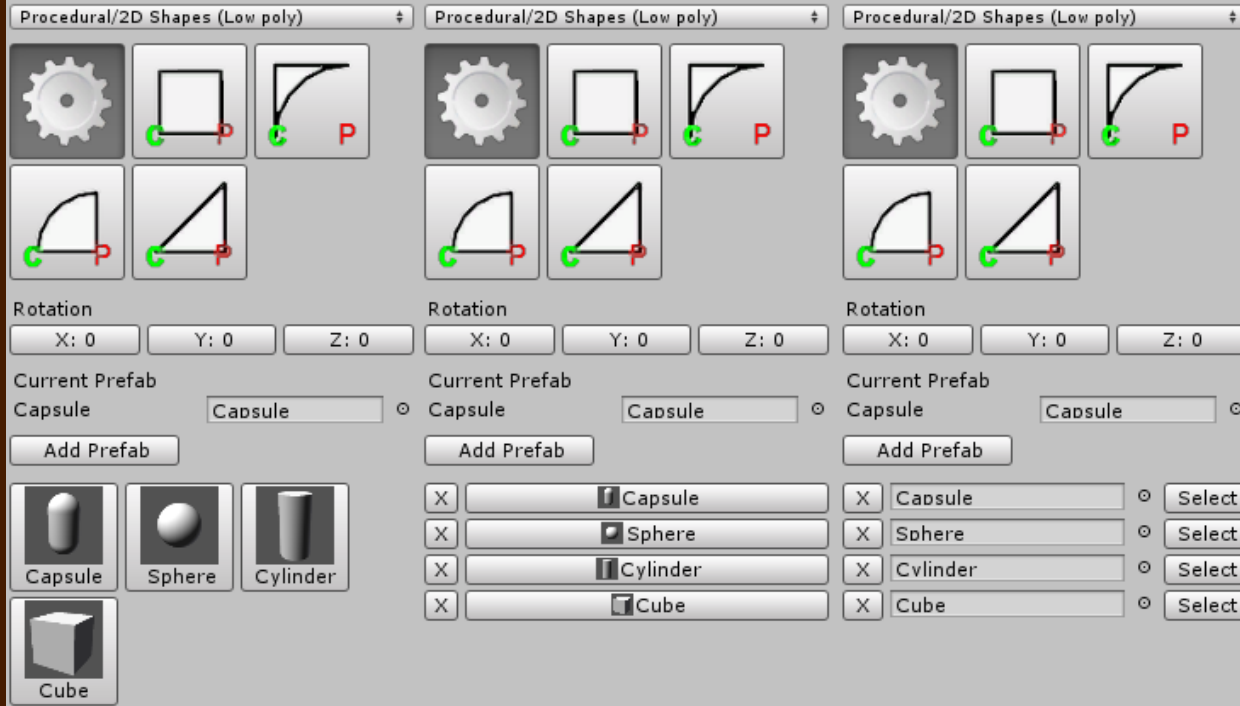 Procedural/2D Shapes (Low poly) Procedural/2D Shapes (Low poly) Procedural/2D Shapes (Low poly)
C P C P C P C P C P C P
C P C P C P C P C P C P
Rotation Rotation Rotation
X: 0 Y: 0 Z: 0 X: 0 Y: 0 Z: 0 X: 0 Y: 0 Z: 0
Current Prefab Current Prefab Current Prefab
Capsule Capsule Capsule Capsule Capsule Capsule
Add Prefab Add Prefab Add Prefab
X Capsule X Capsule Select
X Sphere X Sphere Select
Capsule Sphere Cylinder X Cylinder X Cylinder Select
X Cube X Cube Select
Cube